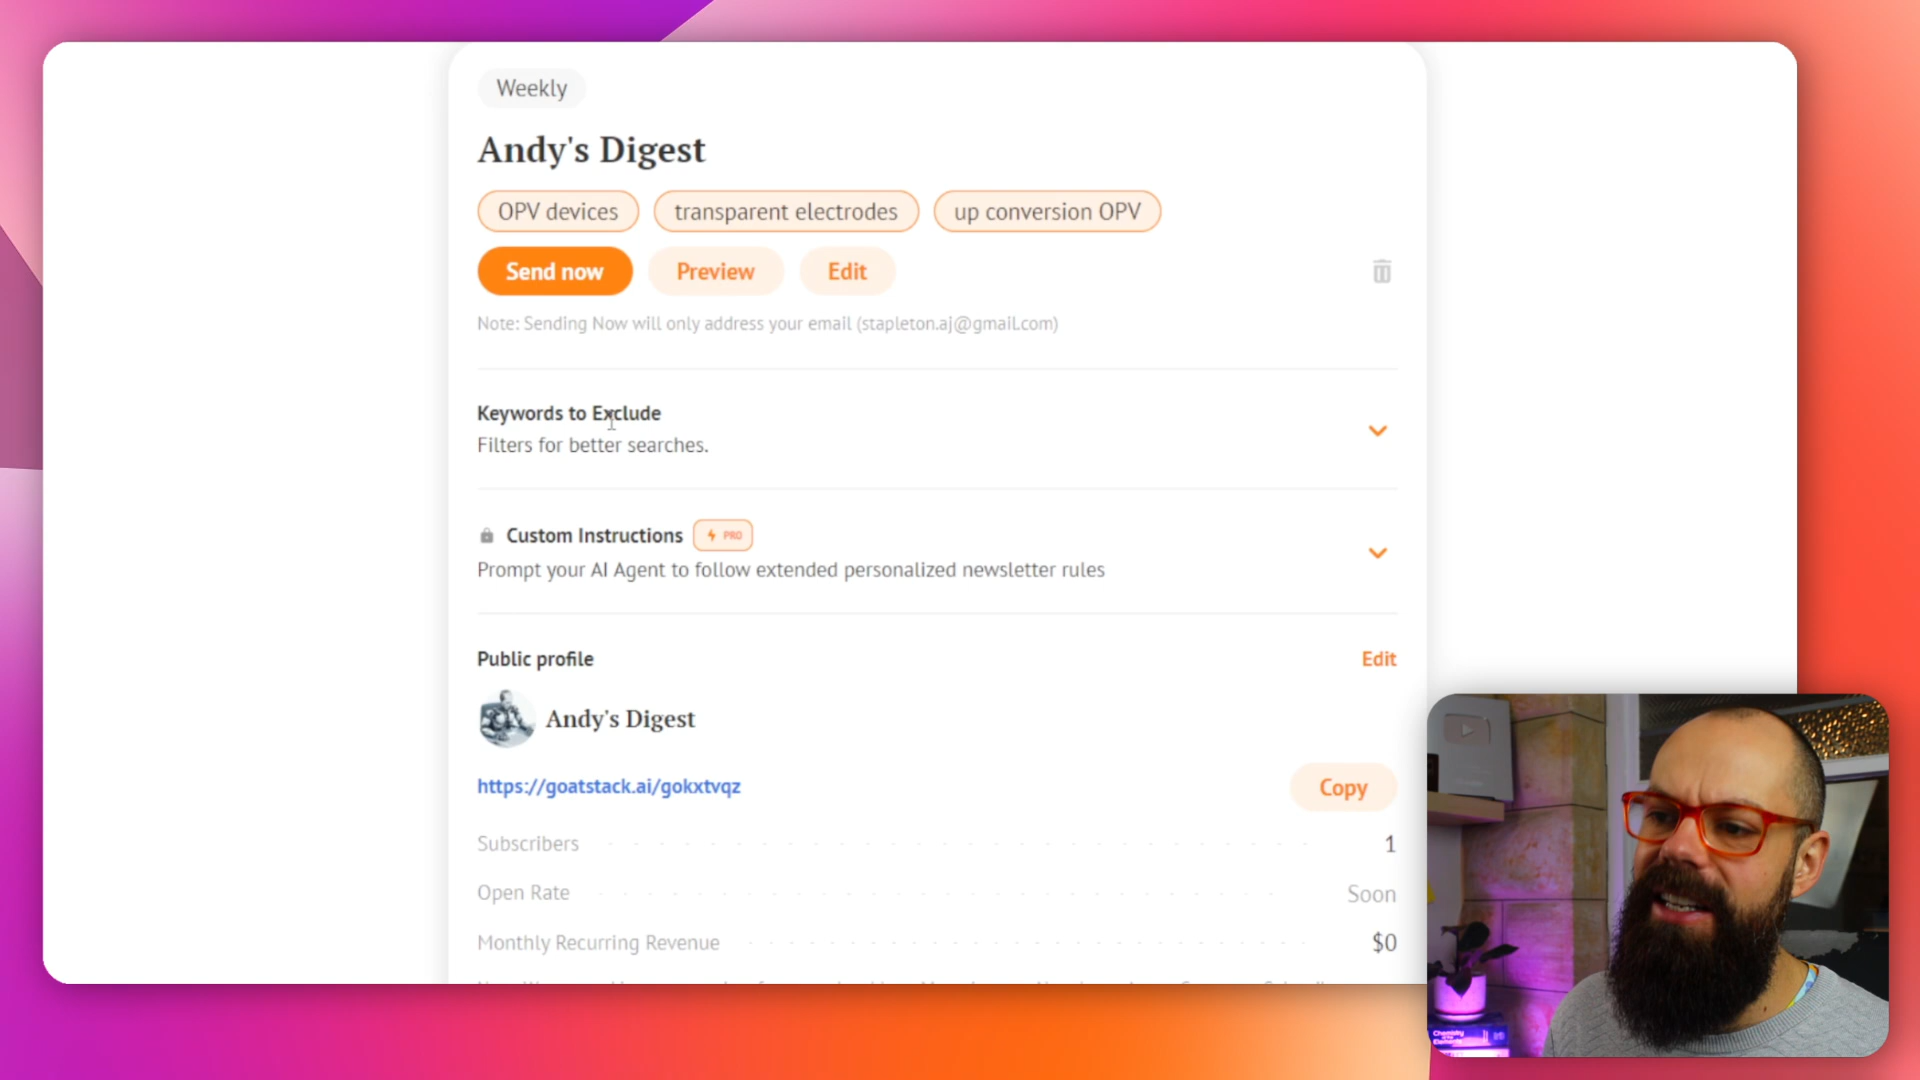 Weekly
Andy's Digest
OPV devices
transparent electrodes
up conversion OPV
Send now
Preview
Edit
Note: Sending Now will only address your email (stapleton.aj@gmail.com)
Keywords to Exclude
Filters for better searches.
Custom Instructions
PRO
Prompt your AI Agent to follow extended personalized newsletter rules
Public profile
Edit
Andy's Digest
https://goatstack.ai/gokxtvqz
Copy
Subscribers 1
Open Rate Soon
Monthly Recurring Revenue $0
Chemistry
Elements